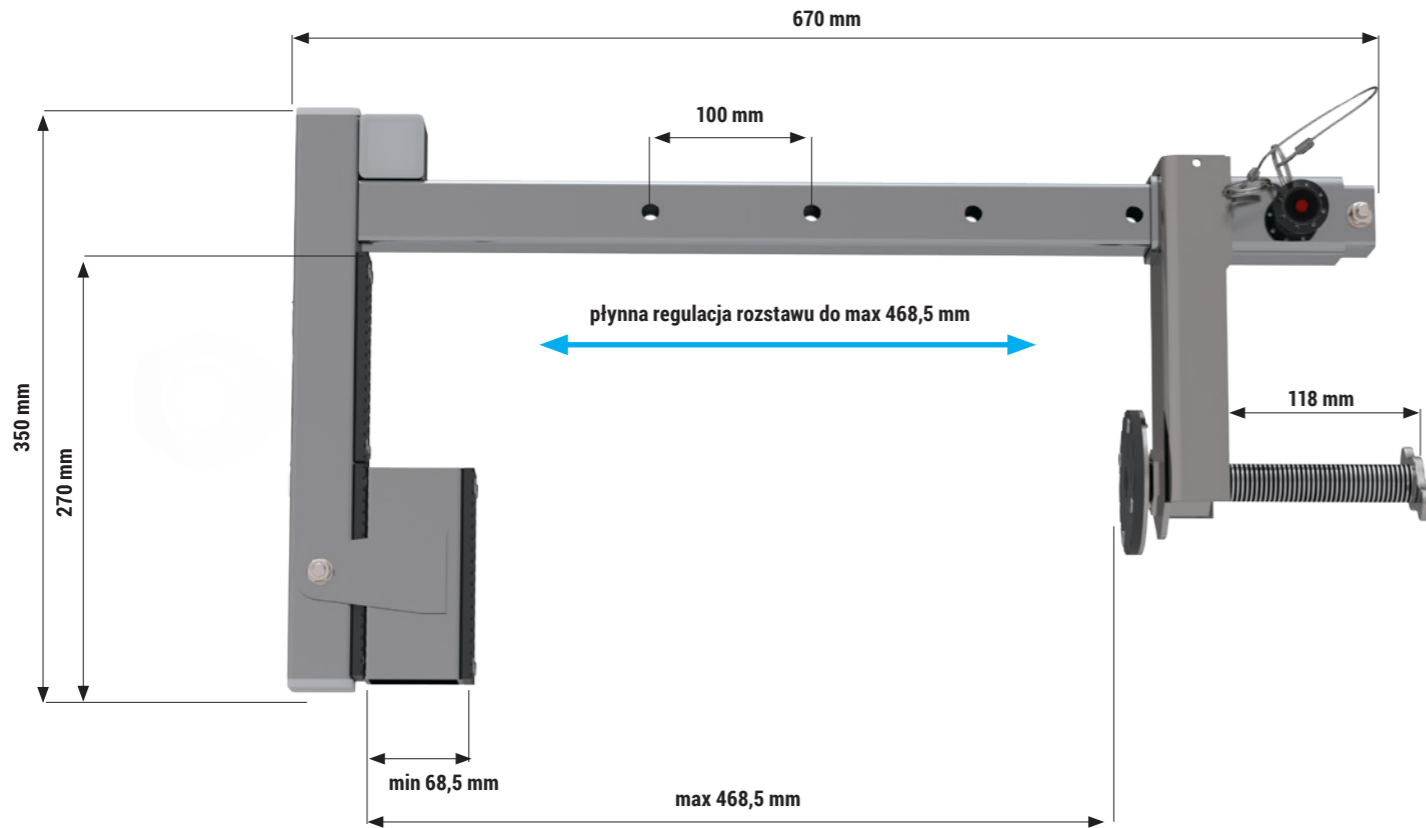 670 mm
100 mm
płynna regulacja rozstawu do max 468,5 mm
118 mm
350 mm
270 mm
min 68,5 mm
max 468,5 mm